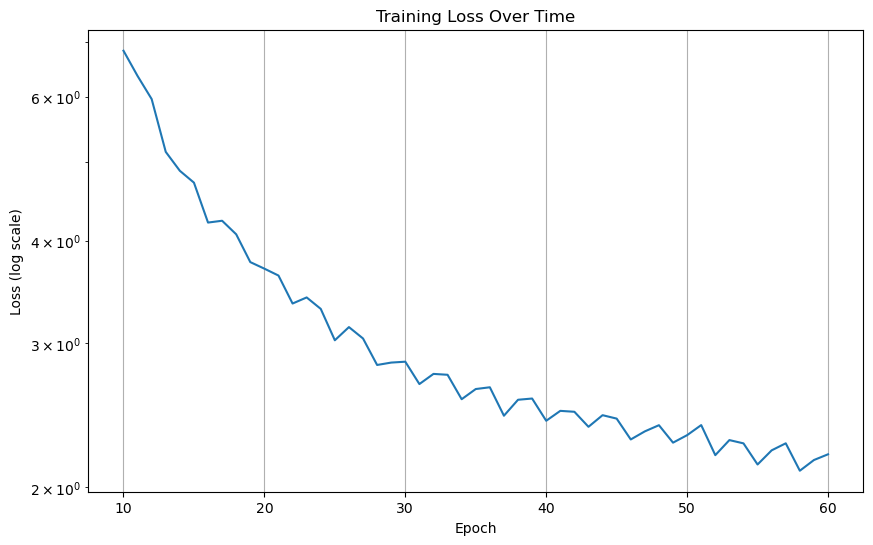 Training Loss Over Time
Loss (log scale)
6 × 10⁰
4 × 10⁰
3 × 10⁰
2 × 10⁰
10 20 30 40 50 60
Epoch